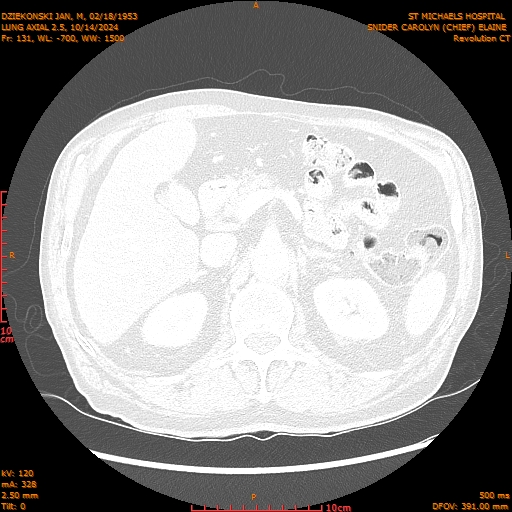 DZIEKONSKI JAN, M, 02/18/1953
LUNG AXIAL 2.5, 10/14/2024
Fr: 131, WL: -700, WW: 1500
ST MICHAELS HOSPITAL
SNIDER CAROLYN (CHIEF) ELAINE
Revolution CT
A
R
L
10
cm
kV: 120
mA: 328
2.50 mm
Tilt: 0
P
10cm
500 ms
DFOV: 391.00 mm